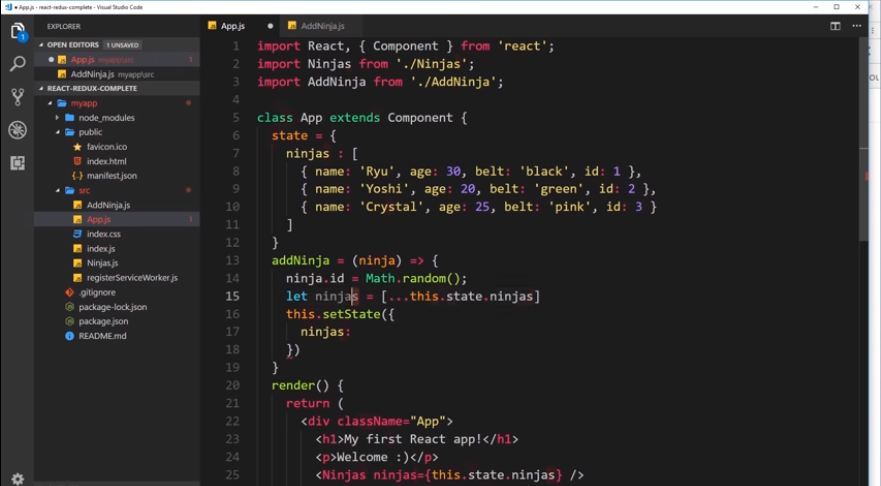 ● App.js - react-redux-complete - Visual Studio Code
EXPLORER
OPEN EDITORS 1 UNSAVED
● App.js myapp\src 1
AddNinja.js myapp\src
REACT-REDUX-COMPLETE
myapp
node_modules
public
favicon.ico
index.html
{..} manifest.json
src
AddNinja.js
App.js 1
index.css
index.js
Ninjas.js
registerServiceWorker.js
.gitignore
package-lock.json
package.json
README.md
1
App.js ●
AddNinja.js
1 import React, { Component } from 'react';
2 import Ninjas from './Ninjas';
3 import AddNinja from './AddNinja';
4
5 class App extends Component {
6 state = {
7 ninjas : [
8 { name: 'Ryu', age: 30, belt: 'black', id: 1 },
9 { name: 'Yoshi', age: 20, belt: 'green', id: 2 },
10 { name: 'Crystal', age: 25, belt: 'pink', id: 3 }
11 ]
12 }
13 addNinja = (ninja) => {
14 ninja.id = Math.random();
15 let ninjas = [...this.state.ninjas]
16 this.setState({
17 ninjas:
18 })
19 }
20 render() {
21 return (
22 <div className="App">
23 <h1>My first React app!</h1>
24 <p>Welcome :)</p>
25 <Ninjas ninjas={this.state.ninjas} />